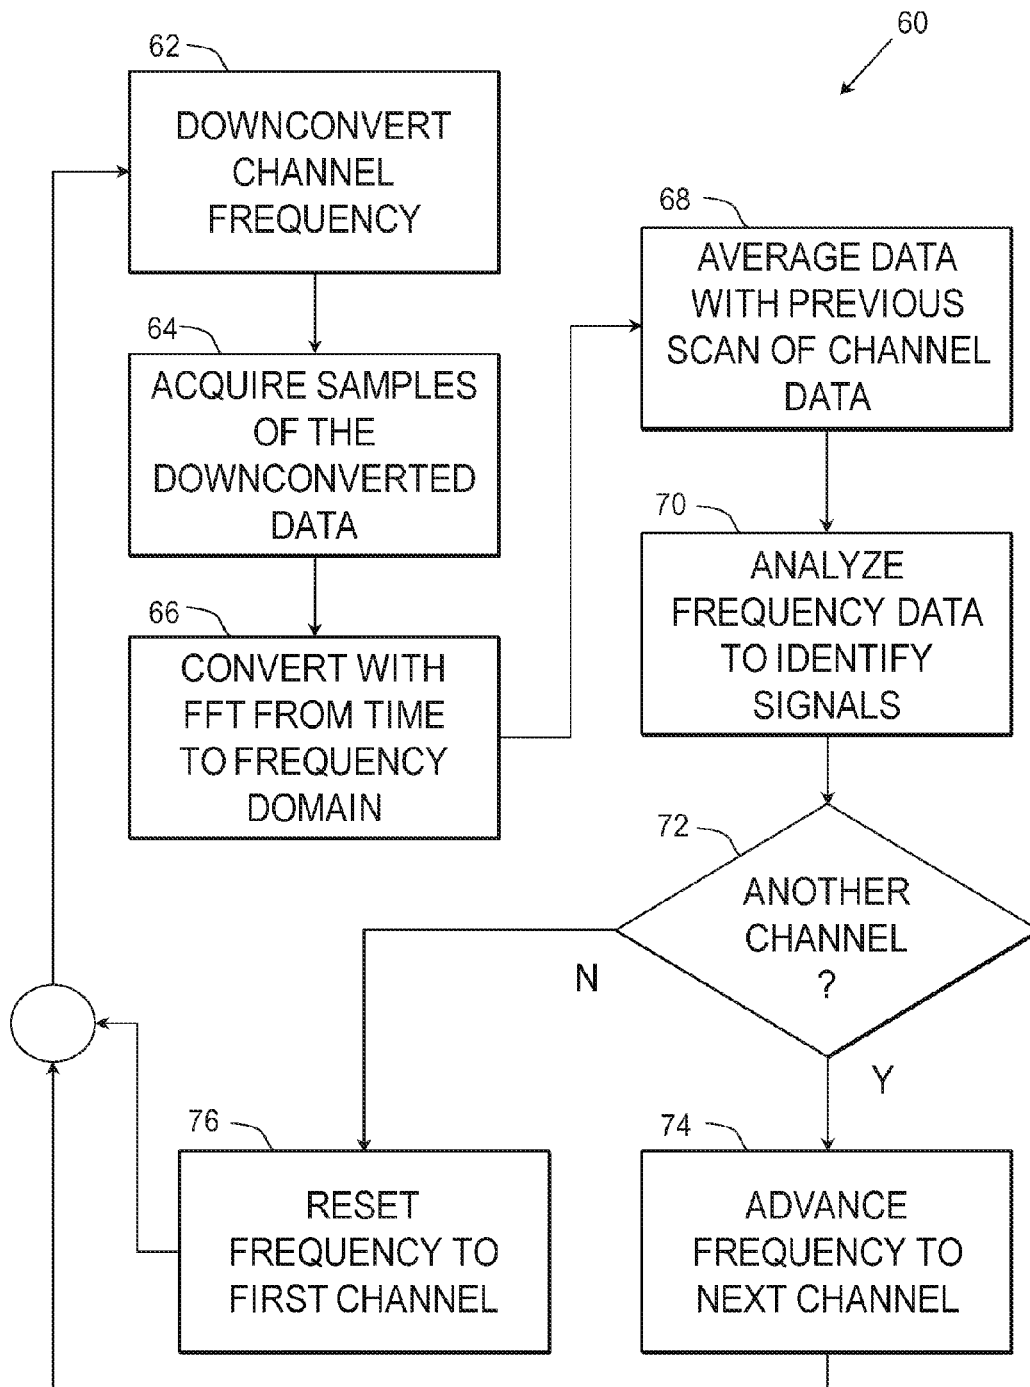 60
62
DOWNCONVERT
CHANNEL
FREQUENCY
64
ACQUIRE SAMPLES
OF THE
DOWNCONVERTED
DATA
66
CONVERT WITH
FFT FROM TIME
TO FREQUENCY
DOMAIN
68
AVERAGE DATA
WITH PREVIOUS
SCAN OF CHANNEL
DATA
70
ANALYZE
FREQUENCY DATA
TO IDENTIFY
SIGNALS
72
ANOTHER
CHANNEL
?
N
Y
74
ADVANCE
FREQUENCY TO
NEXT CHANNEL
76
RESET
FREQUENCY TO
FIRST CHANNEL